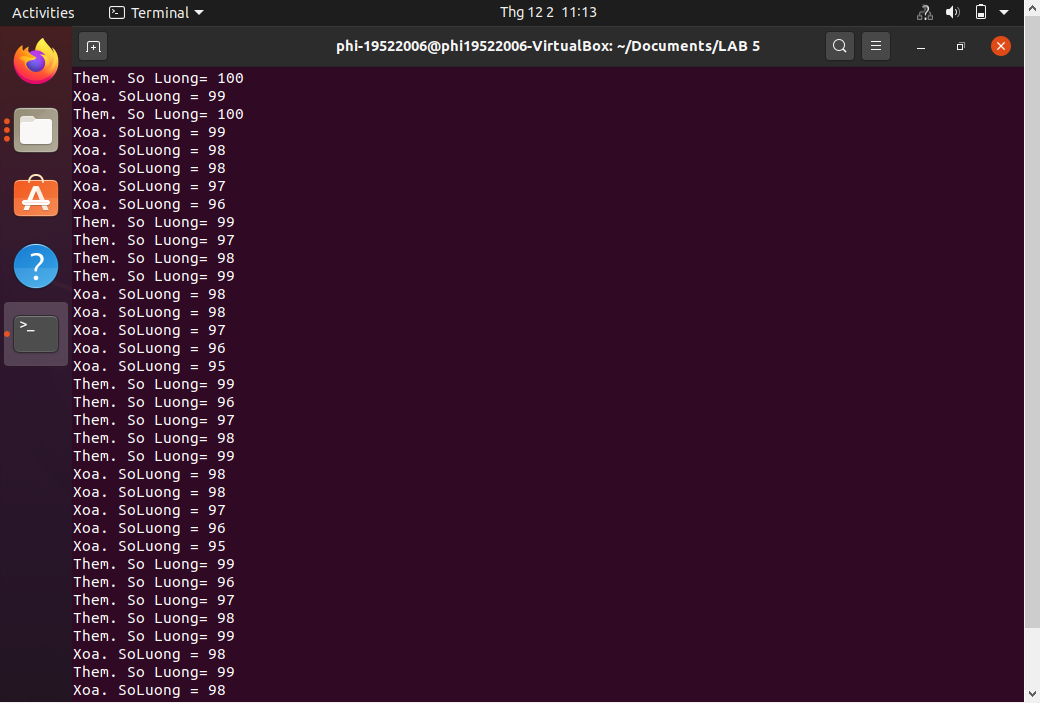 Activities
Terminal
Thg 12 2 11:13
phi-19522006@phi19522006-VirtualBox: ~/Documents/LAB 5
Them. So Luong= 100
Xoa. SoLuong = 99
Them. So Luong= 100
Xoa. SoLuong = 99
Xoa. SoLuong = 98
Xoa. SoLuong = 98
Xoa. SoLuong = 97
Xoa. SoLuong = 96
Them. So Luong= 99
Them. So Luong= 97
Them. So Luong= 98
Them. So Luong= 99
Xoa. SoLuong = 98
Xoa. SoLuong = 98
Xoa. SoLuong = 97
Xoa. SoLuong = 96
Xoa. SoLuong = 95
Them. So Luong= 99
Them. So Luong= 96
Them. So Luong= 97
Them. So Luong= 98
Them. So Luong= 99
Xoa. SoLuong = 98
Xoa. SoLuong = 98
Xoa. SoLuong = 97
Xoa. SoLuong = 96
Xoa. SoLuong = 95
Them. So Luong= 99
Them. So Luong= 96
Them. So Luong= 97
Them. So Luong= 98
Them. So Luong= 99
Xoa. SoLuong = 98
Them. So Luong= 99
Xoa. SoLuong = 98